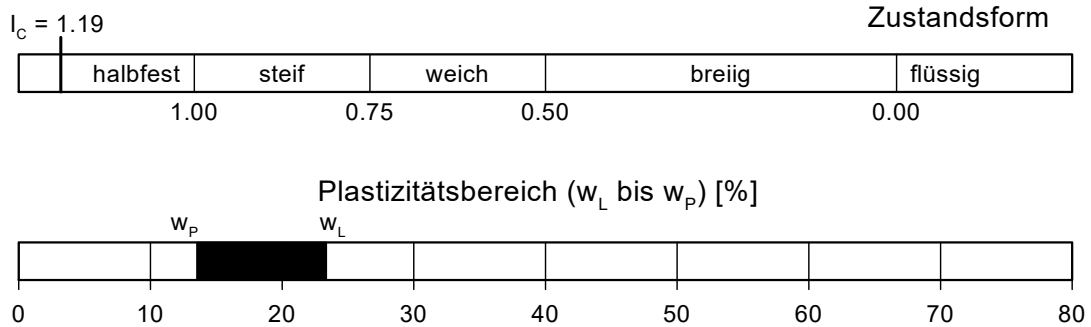 Zustandsform
I_C = 1.19
halbfest steif weich breiig flüssig
1.00 0.75 0.50 0.00
Plastizitätsbereich (w_L bis w_P) [%]
w_P w_L
0 10 20 30 40 50 60 70 80